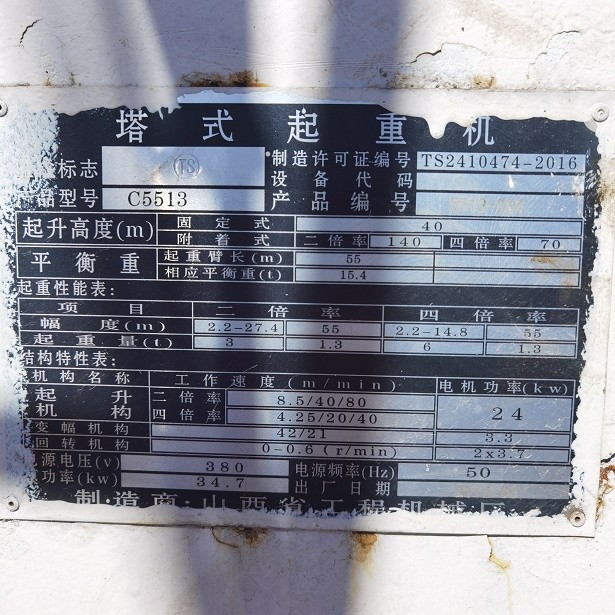 塔式起重机
标志 TS 制造许可证编号 TS2410474-2016
设备代码
品型号 C5513 产品编号
起升高度(m) 固定式 40
附着式 二倍率 140 四倍率 70
平衡重 起重臂长(m) 55
相应平衡重(t) 15.4
起重性能表：
项目 二倍率 四倍率
幅度(m) 2.2-27.4 55 2.2-14.8 55
起重量(t) 3 1.3 6 1.3
结构特性表：
机构名称 工作速度(m/min) 电机功率(kw)
起升机构 二倍率 8.5/40/80 24
四倍率 4.25/20/40
变幅机构 42/21 3.3
回转机构 0-0.6(r/min) 2x3.7
源电压(v) 380 电源频率(Hz) 50
功率(kw) 34.7 出厂日期
制造商：山西省工程机械厂